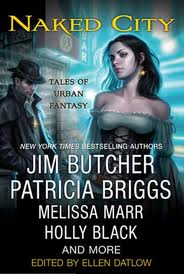 NAKED CITY
TALES OF
URBAN
FANTASY
NEW YORK TIMES BESTSELLING AUTHORS
JIM BUTCHER
PATRICIA BRIGGS
MELISSA MARR
HOLLY BLACK
AND MORE
EDITED BY ELLEN DATLOW